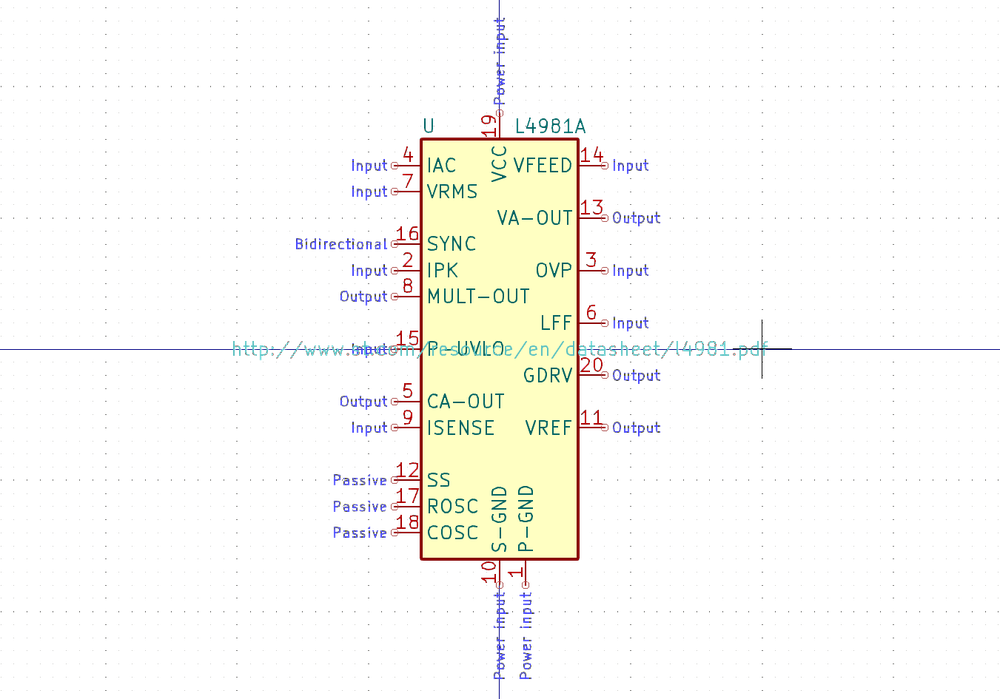 Power input
19
U L4981A
VCC
Input 4 IAC VFEED 14 Input
Input 7 VRMS
VA-OUT 13 Output
Bidirectional 16 SYNC
Input 2 IPK OVP 3 Input
Output 8 MULT-OUT
LFF 6 Input
Input 15 P-UVLO
http://www.st.com/resource/en/datasheet/l4981.pdf
GDRV 20 Output
Output 5 CA-OUT
Input 9 ISENSE VREF 11 Output
Passive 12 SS
Passive 17 ROSC
Passive 18 COSC
S-GND P-GND
10 1
Power input Power input